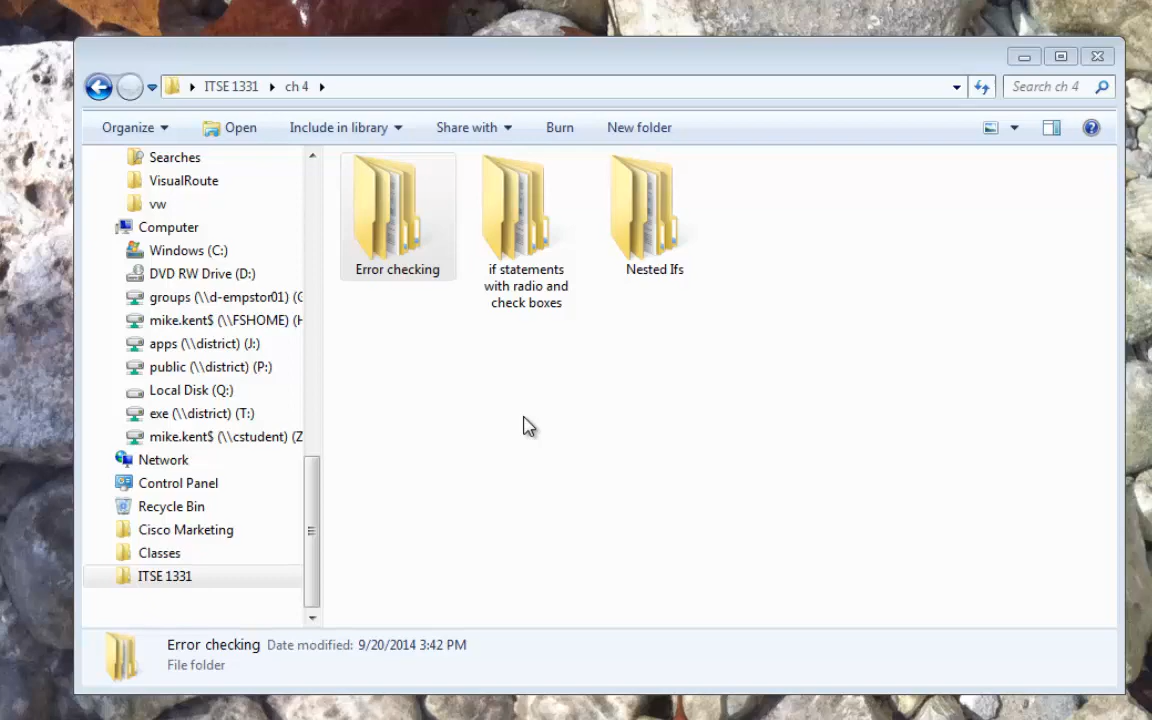 ITSE 1331 ch 4
Search ch 4
Organize Open Include in library Share with Burn New folder
Searches
VisualRoute
vw
Computer
Windows (C:)
DVD RW Drive (D:)
groups (\\d-empstor01) (
mike.kent$ (\\FSHOME) (
apps (\\district) (J:)
public (\\district) (P:)
Local Disk (Q:)
exe (\\district) (T:)
mike.kent$ (\\cstudent) (Z
Network
Control Panel
Recycle Bin
Cisco Marketing
Classes
ITSE 1331
Error checking
if statements
with radio and
check boxes
Nested Ifs
Error checking Date modified: 9/20/2014 3:42 PM
File folder